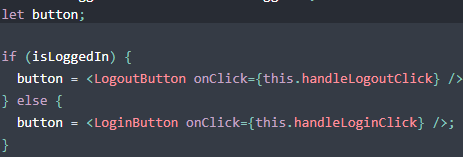 let button;
if (isLoggedIn) {
button = <LogoutButton onClick={this.handleLogoutClick} />
} else {
button = <LoginButton onClick={this.handleLoginClick} />;
}